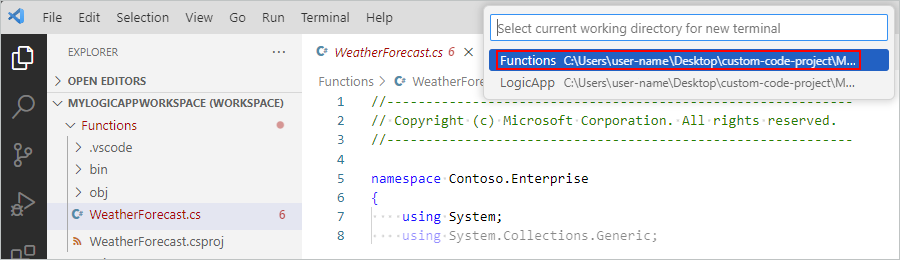 File Edit Selection View Go Run Terminal Help
Select current working directory for new terminal
Functions C:\Users\user-name\Desktop\custom-code-project\M...
LogicApp C:\Users\user-name\Desktop\custom-code-project\M...
EXPLORER
OPEN EDITORS
MYLOGICAPPWORKSPACE (WORKSPACE)
Functions
.vscode
bin
obj
WeatherForecast.cs 6
WeatherForecast.csproj
WeatherForecast.cs 6
Functions > WeatherForecas
1 //----------------------------------------------------------
2 // Copyright (c) Microsoft Corporation. All rights reserved.
3 //----------------------------------------------------------
4
5 namespace Contoso.Enterprise
6 {
7 using System;
8 using System.Collections.Generic;